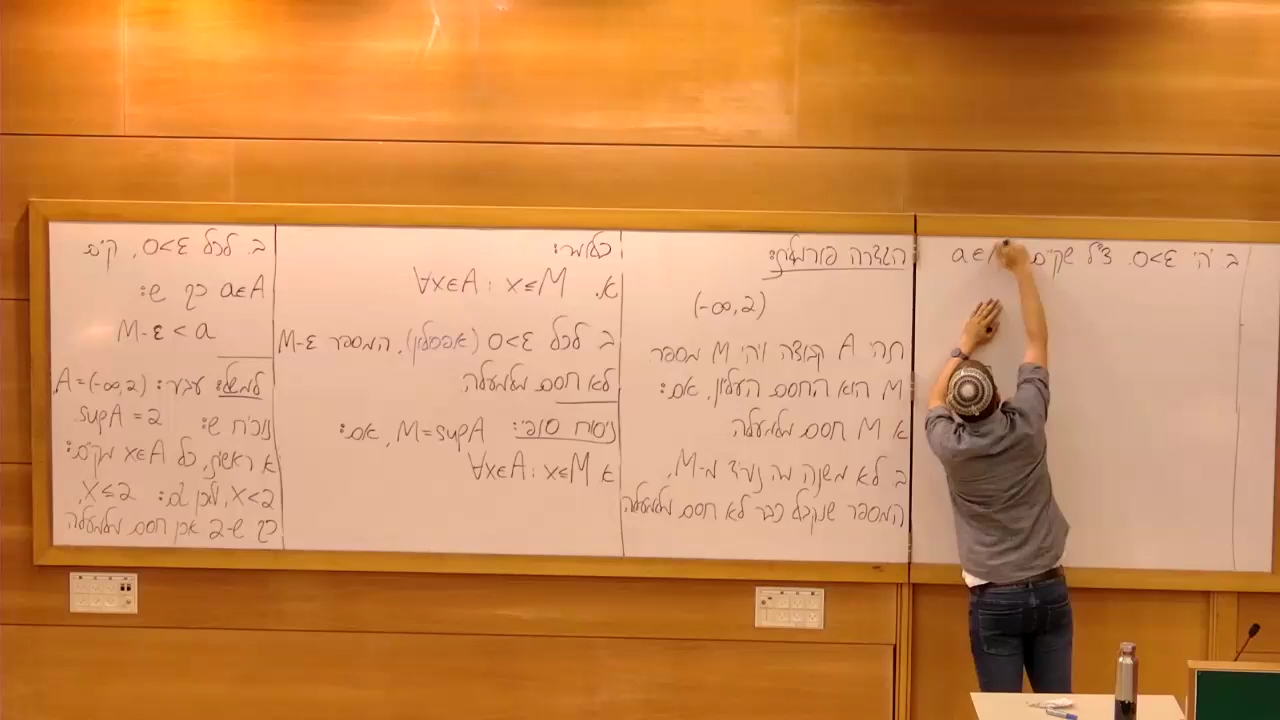 הגדרה פורמלית:
(-∞,2)
תהי A קבוצה ויהי M מספר.
M הוא החסם העליון, אם:
א M חסם מלמעלה
ב לא משנה מה נוריד מ-M,
המספר שנקבל כבר לא חסם מלמעלה
כלומר:
א. ∀x∈A: x≤M
ב לכל 0<ε (אפסילון), המספר M-ε
לא חסם מלמעלה
ניסוח סופי: M=supA, אם:
א ∀x∈A: x≤M
ב. לכל 0<ε, קיים
a∈A כך ש:
M-ε < a
למשל: עבור: A=(-∞,2),
נוכיח ש: supA = 2.
א ראשית, כל x∈A מקיים:
x<2, ולכן גם: x≤2,
כך ש-2 אכן חסם מלמעלה
ב יהי 0<ε. צ"ל שקיים a∈